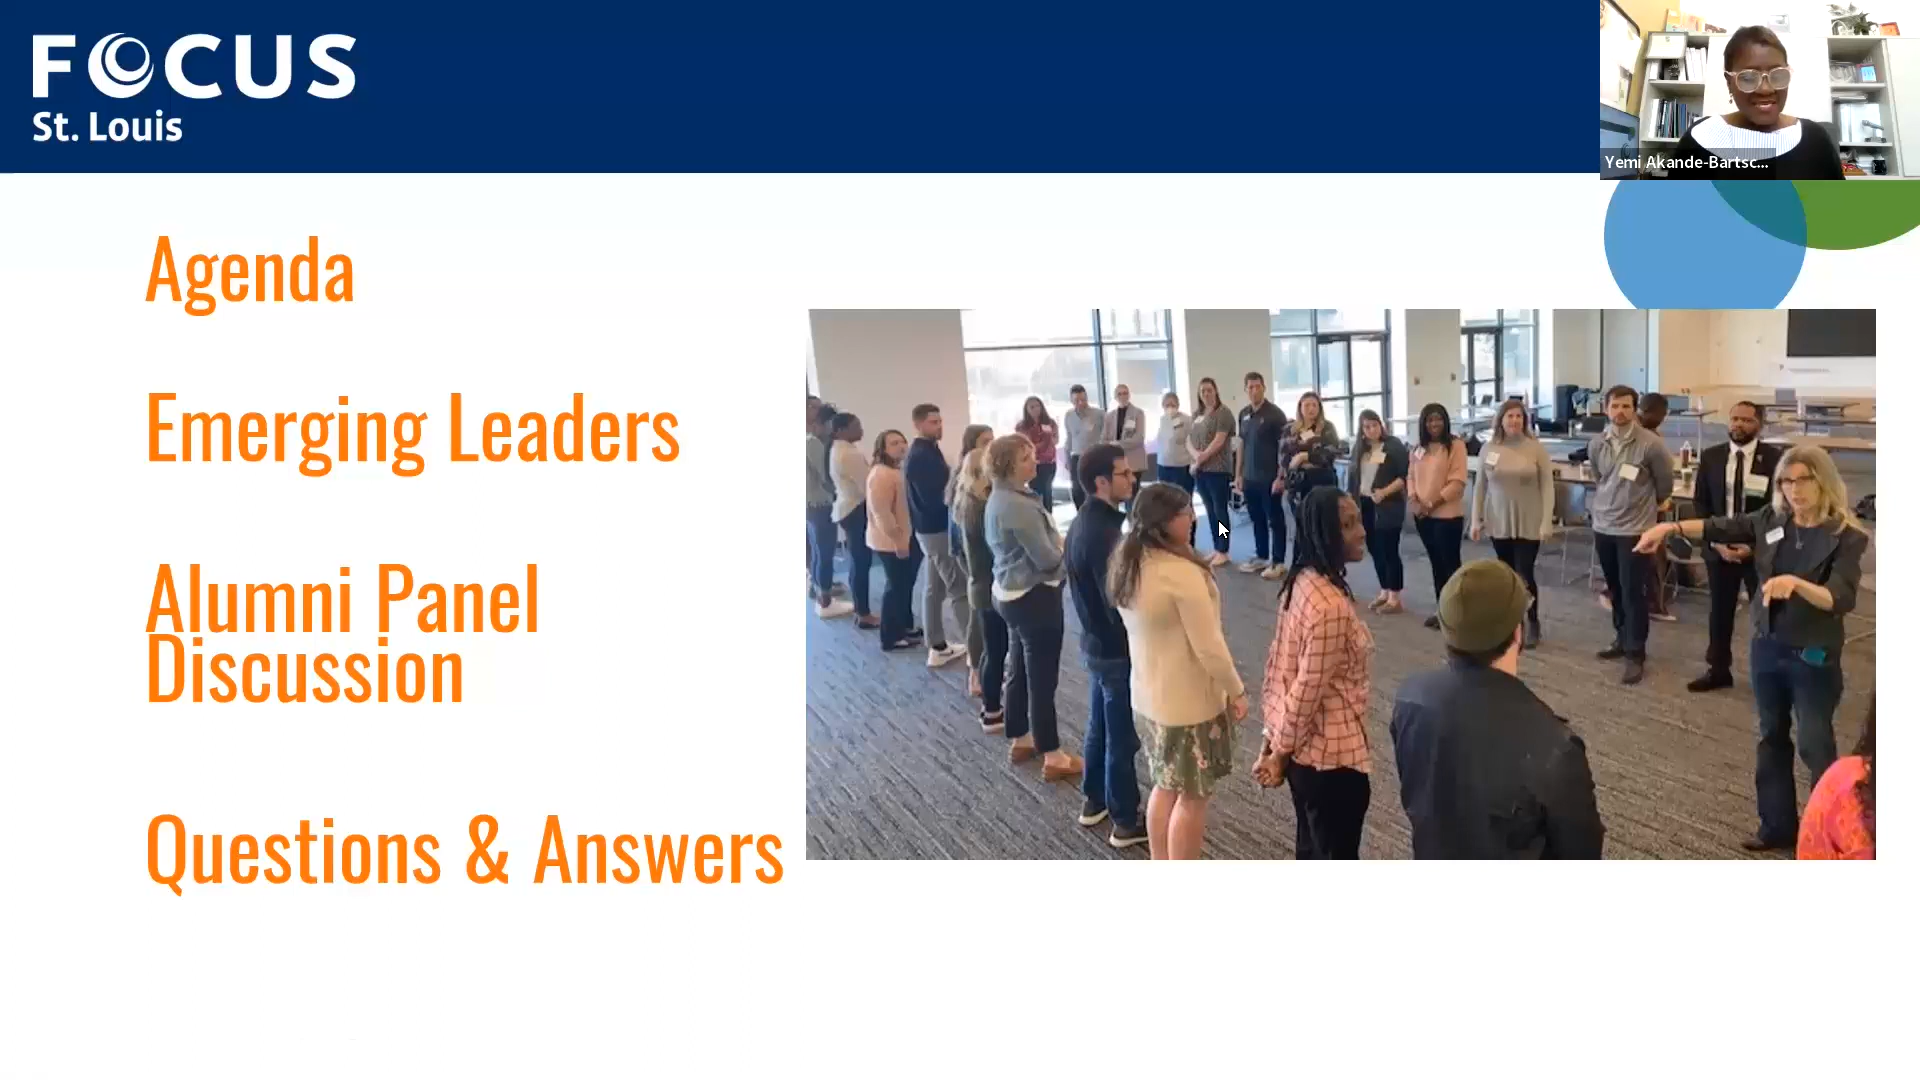 FOCUS
St. Louis
Yemi Akande-Bartsc...
Agenda
Emerging Leaders
Alumni Panel
Discussion
Questions & Answers